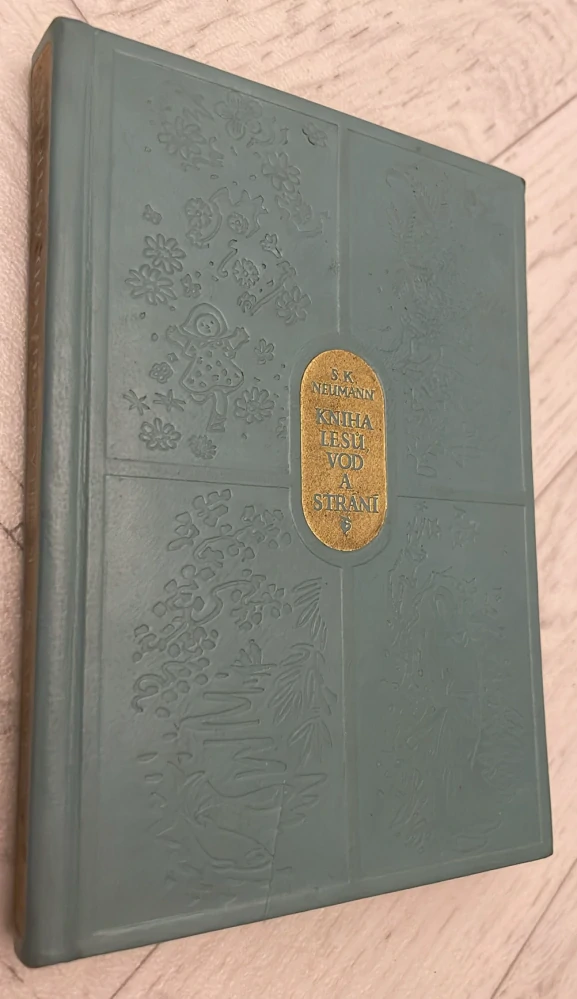 S. K.
NEUMANN
KNIHA
LESŮ,
VOD
A
STRÁNÍ